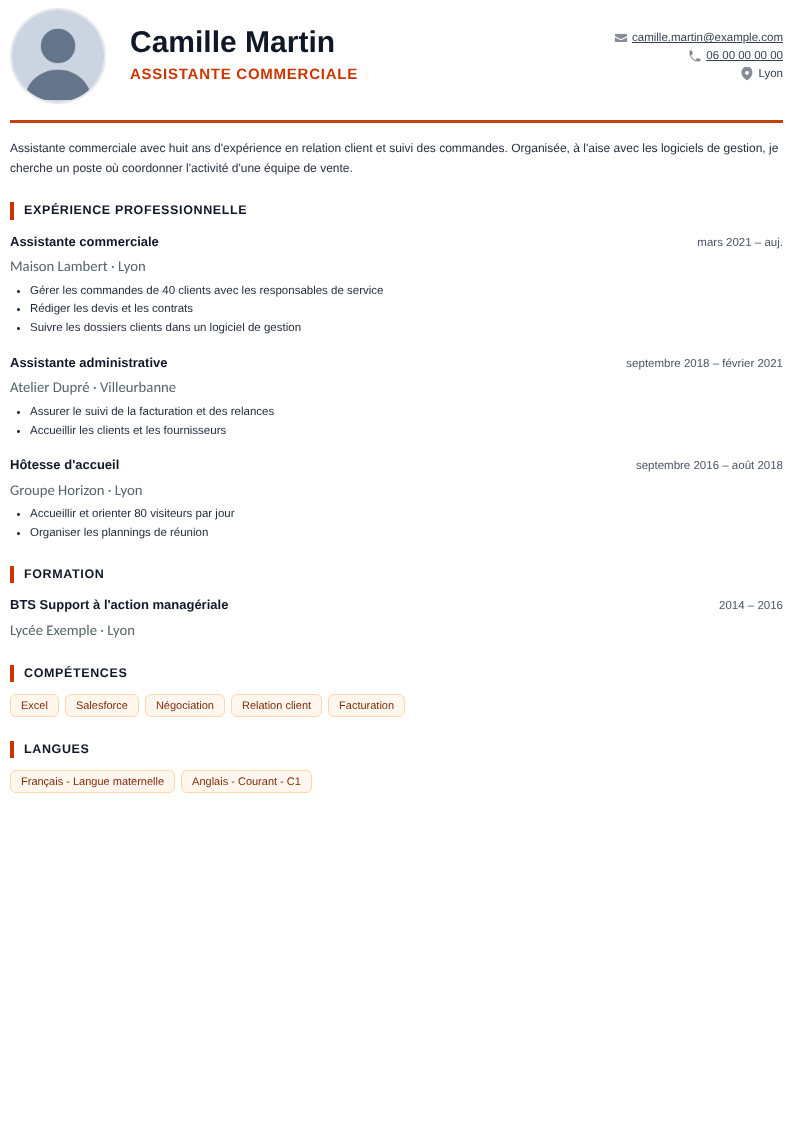 Camille Martin
ASSISTANTE COMMERCIALE
camille.martin@example.com
06 00 00 00 00
Lyon
Assistante commerciale avec huit ans d'expérience en relation client et suivi des commandes. Organisée, à l'aise avec les logiciels de gestion, je
cherche un poste où coordonner l'activité d'une équipe de vente.
EXPÉRIENCE PROFESSIONNELLE
Assistante commerciale mars 2021 – auj.
Maison Lambert · Lyon
• Gérer les commandes de 40 clients avec les responsables de service
• Rédiger les devis et les contrats
• Suivre les dossiers clients dans un logiciel de gestion
Assistante administrative septembre 2018 – février 2021
Atelier Dupré · Villeurbanne
• Assurer le suivi de la facturation et des relances
• Accueillir les clients et les fournisseurs
Hôtesse d'accueil septembre 2016 – août 2018
Groupe Horizon · Lyon
• Accueillir et orienter 80 visiteurs par jour
• Organiser les plannings de réunion
FORMATION
BTS Support à l'action managériale 2014 – 2016
Lycée Exemple · Lyon
COMPÉTENCES
Excel Salesforce Négociation Relation client Facturation
LANGUES
Français - Langue maternelle Anglais - Courant - C1